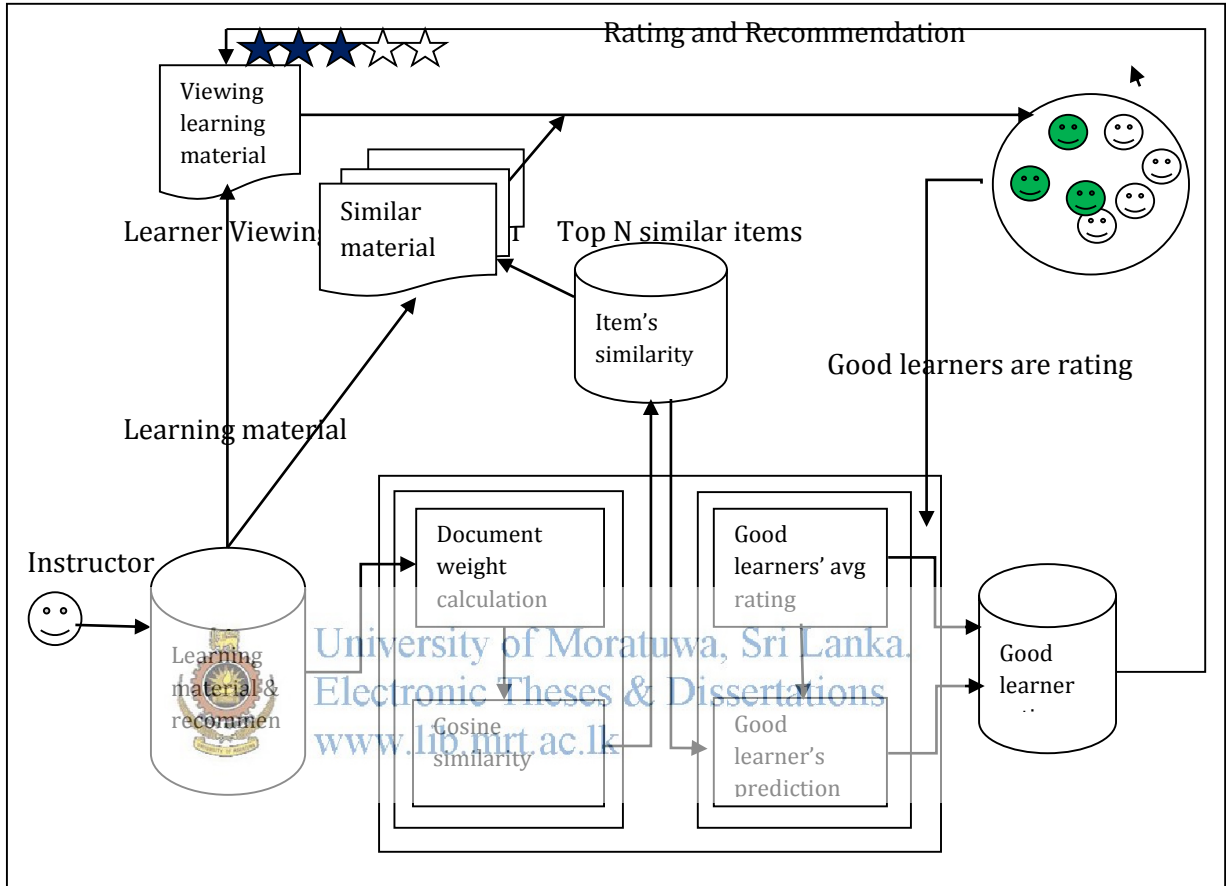 Rating and Recommendation
Viewing
learning
material
Similar
material
Learner Viewing
Top N similar items
Item's
similarity
Good learners are rating
Learning material
Instructor
Document
weight
calculation
Good
learners' avg
rating
Learning
material &
recommen
University of Moratuwa, Sri Lanka.
Electronic Theses & Dissertations
www.lib.mrt.ac.lk
Cosine
similarity
Good
learner's
prediction
Good
learner